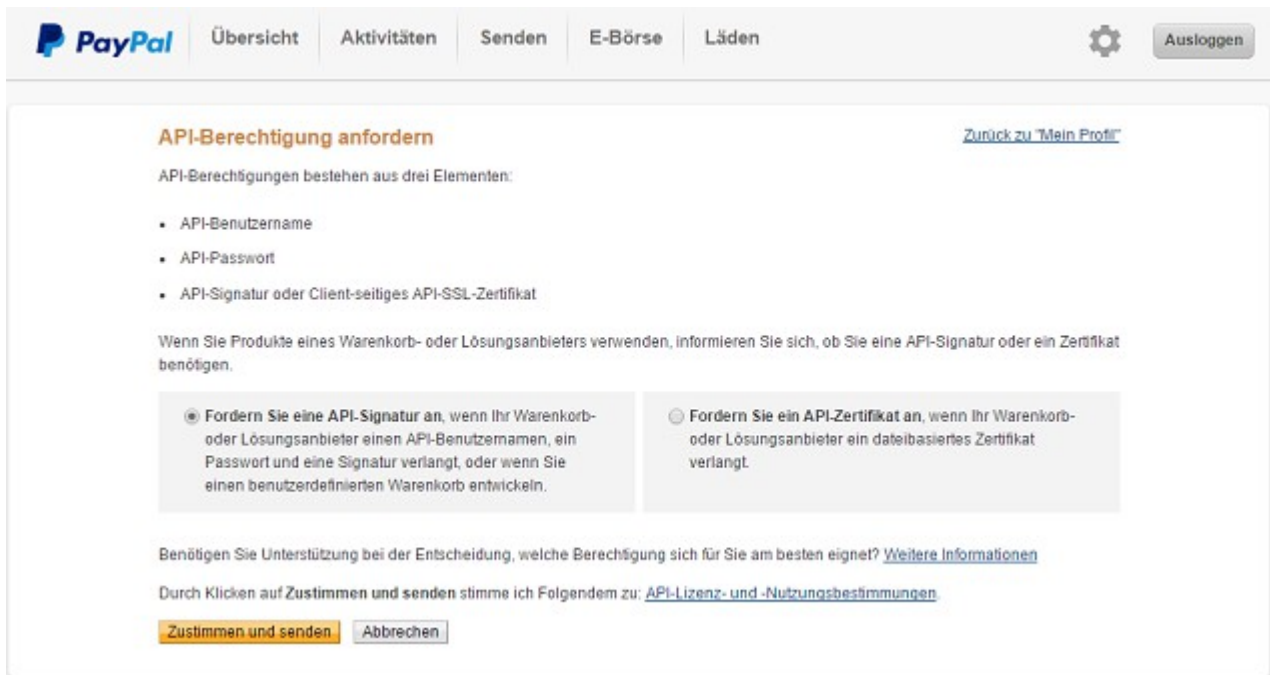 PayPal Übersicht Aktivitäten Senden E-Börse Läden Ausloggen
API-Berechtigung anfordern
Zurück zu "Mein Profil"
API-Berechtigungen bestehen aus drei Elementen:
• API-Benutzername
• API-Passwort
• API-Signatur oder Client-seitiges API-SSL-Zertifikat
Wenn Sie Produkte eines Warenkorb- oder Lösungsanbieters verwenden, informieren Sie sich, ob Sie eine API-Signatur oder ein Zertifikat
benötigen.
Fordern Sie eine API-Signatur an, wenn Ihr Warenkorb-
oder Lösungsanbieter einen API-Benutzernamen, ein
Passwort und eine Signatur verlangt, oder wenn Sie
einen benutzerdefinierten Warenkorb entwickeln.
Fordern Sie ein API-Zertifikat an, wenn Ihr Warenkorb-
oder Lösungsanbieter ein dateibasiertes Zertifikat
verlangt.
Benötigen Sie Unterstützung bei der Entscheidung, welche Berechtigung sich für Sie am besten eignet? Weitere Informationen
Durch Klicken auf Zustimmen und senden stimme ich Folgendem zu: API-Lizenz- und -Nutzungsbestimmungen.
Zustimmen und senden Abbrechen